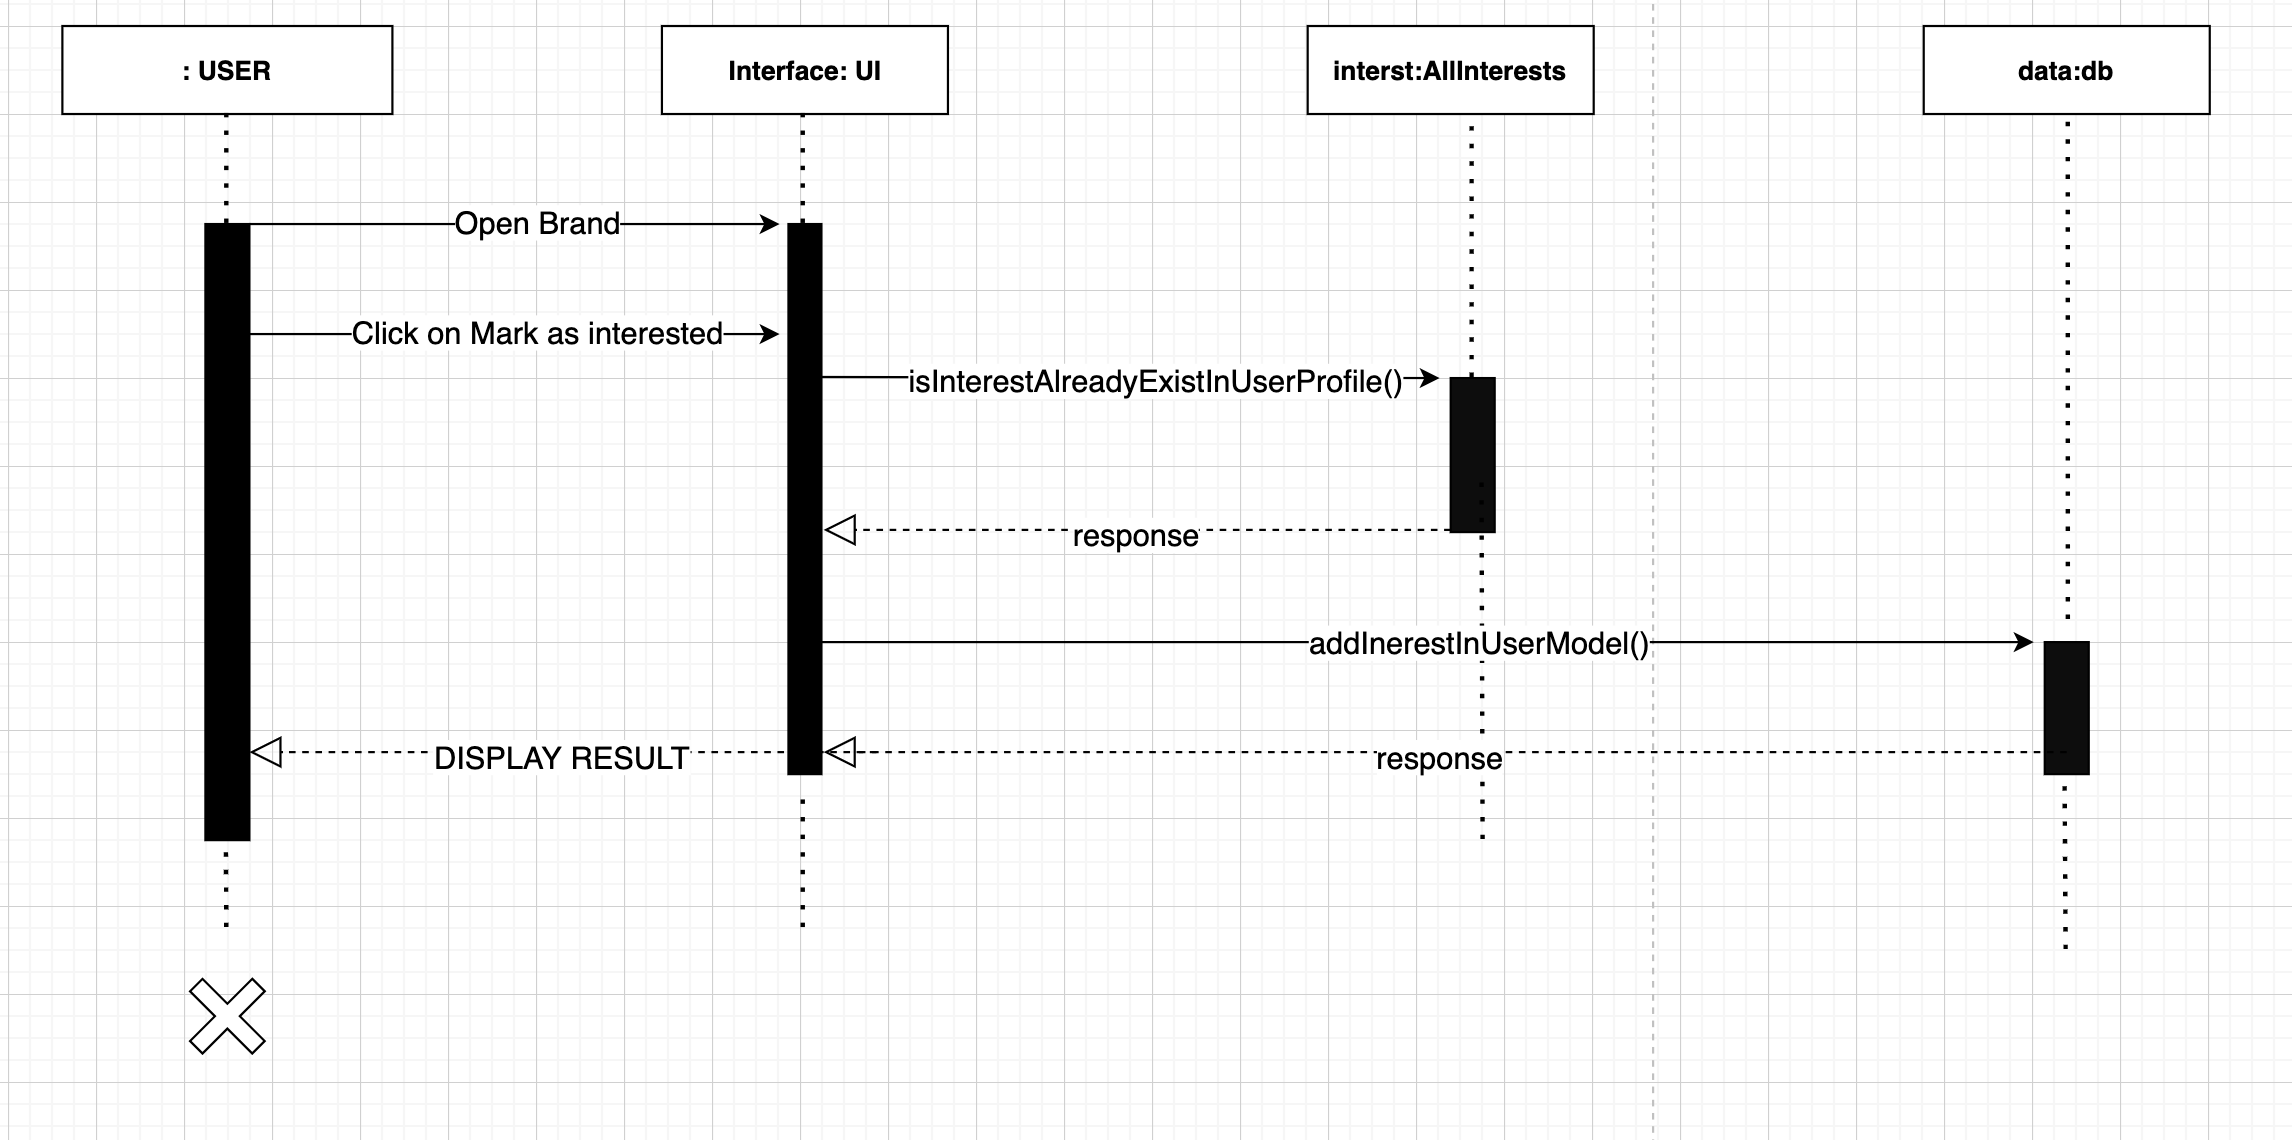 : USER
Interface: UI
interst:AllInterests
data:db
Open Brand
Click on Mark as interested
isInterestAlreadyExistInUserProfile()
response
addInerestInUserModel()
DISPLAY RESULT
response